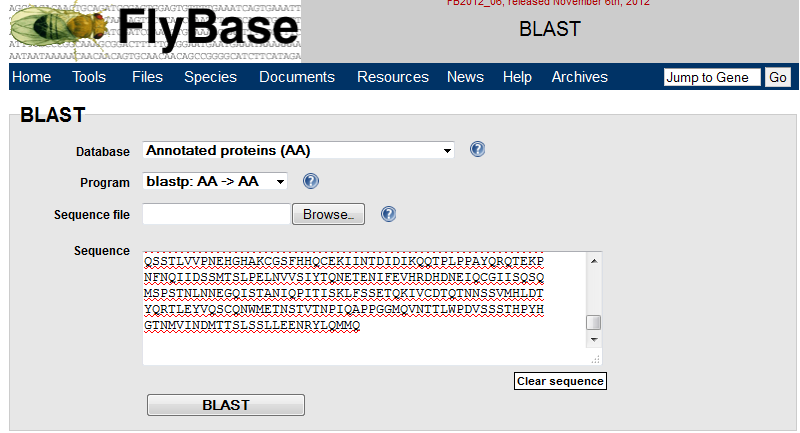 FB2012_06, released November 6th, 2012
FlyBase
BLAST
Home Tools Files Species Documents Resources News Help Archives Jump to Gene Go
BLAST
Database Annotated proteins (AA) ?
Program blastp: AA -> AA ?
Sequence file Browse... ?
Sequence
QSSTLVVPNEHGHAKCGSFHHQCEKIINTDIDIKQQTPLPPAYQRQTEKP
NFNQIIDSSMTSLPELNVVSIYTQNETENIFEVHRDHDNEIQCGIISQSQ
MSPSTNLNNEGQISTANIQPITISKLFSSETQKIVCDTQTNNSSVMHLDT
YQRTLEYVQSCQNWMETNSTVTNPIQAPPGGMQVNTTLWPDVSSSTHPYH
GTNMVINDMTTSLSSLLEENRYLQMMQ
Clear sequence
BLAST